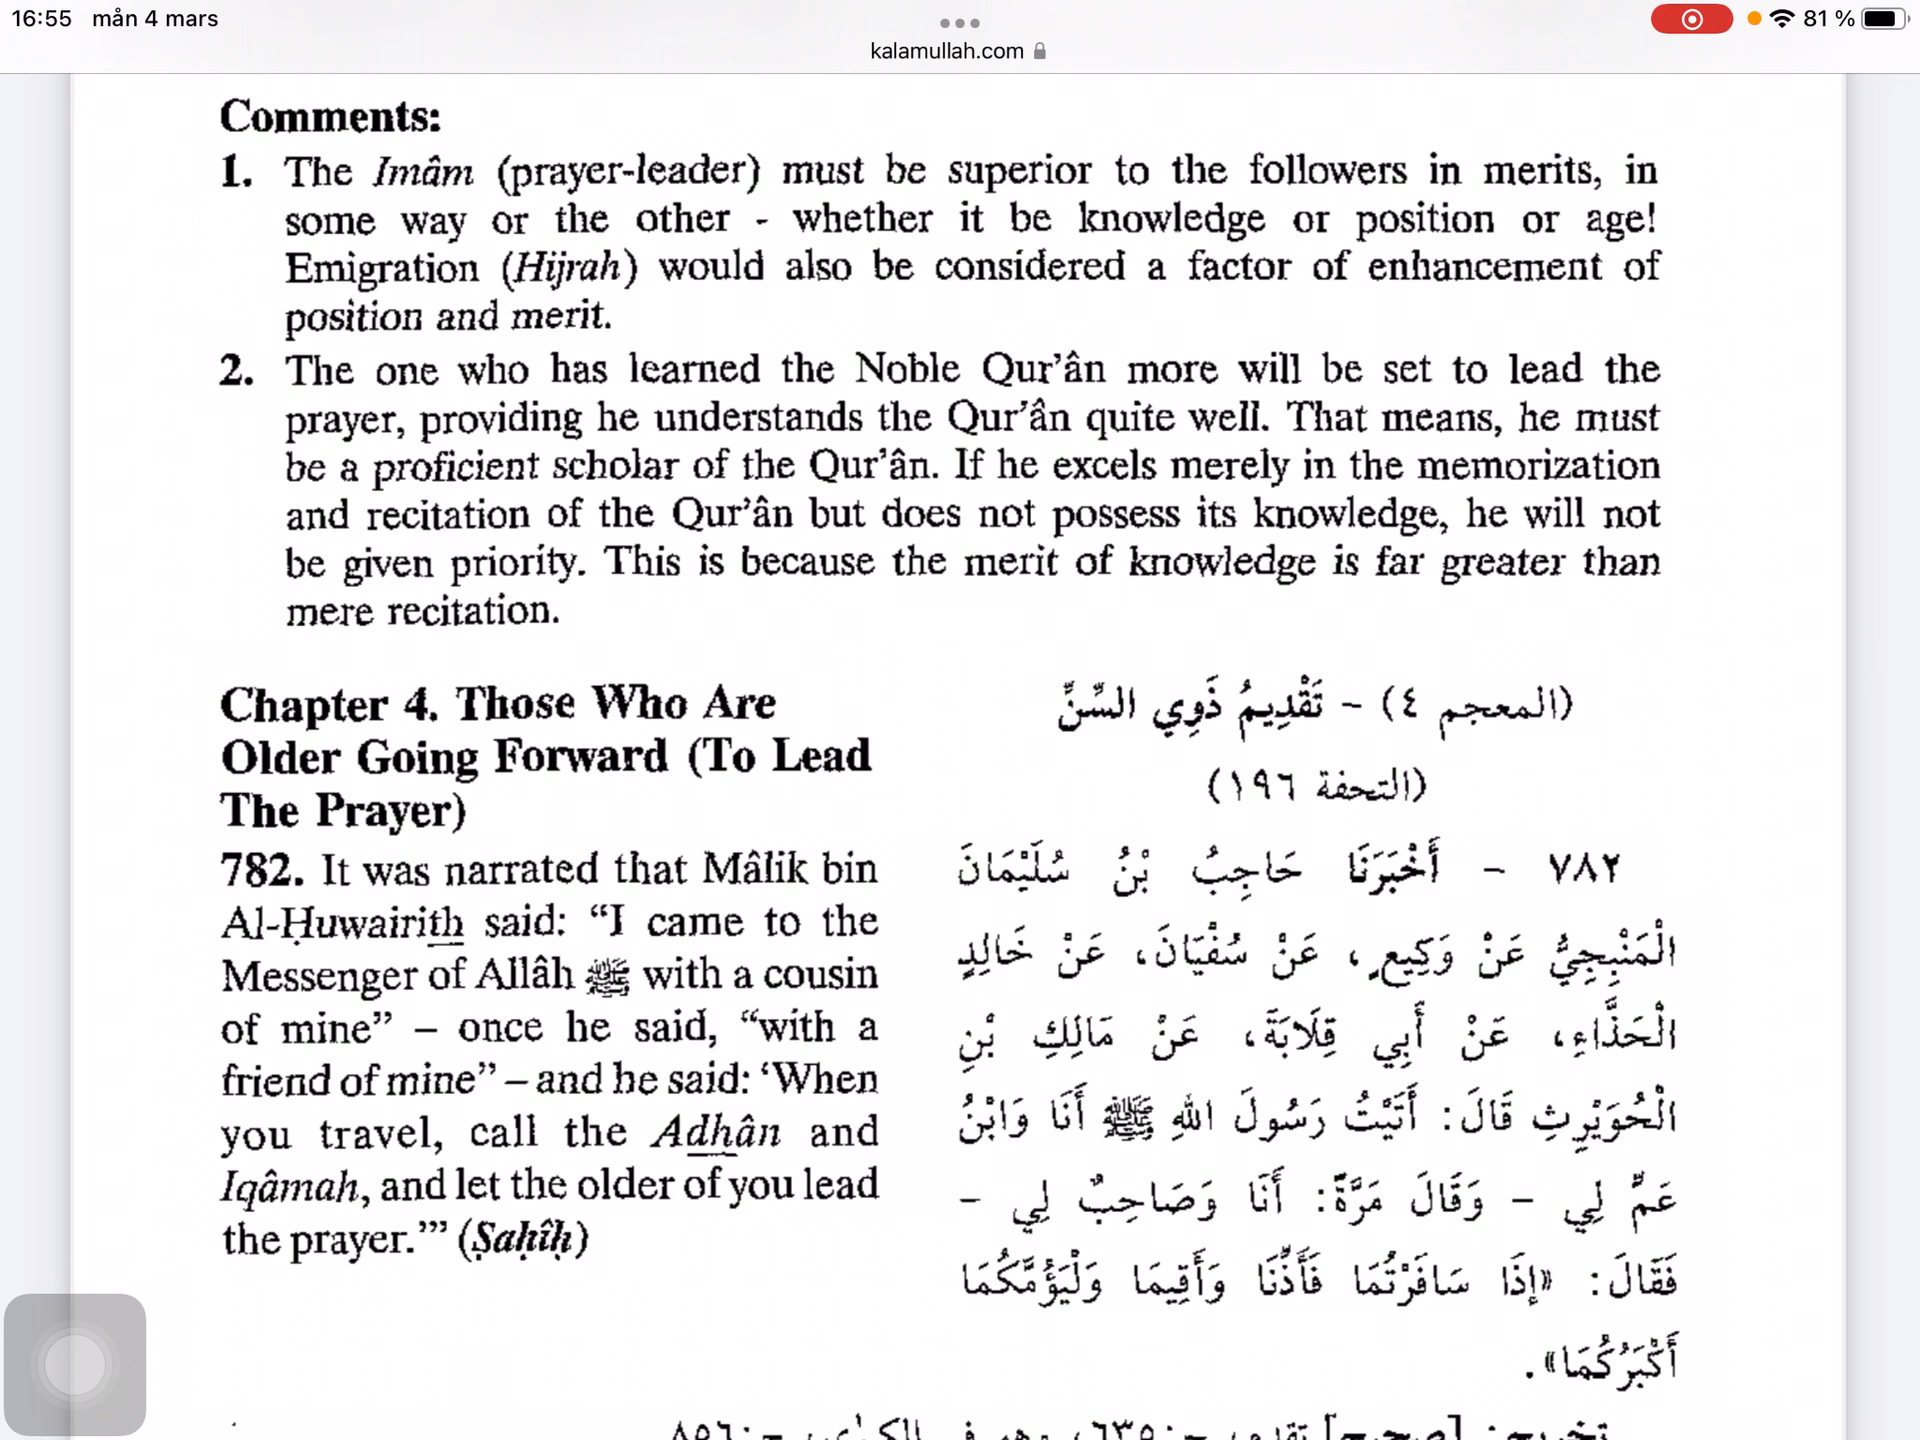 16:55 mån 4 mars
81 %
kalamullah.com
Comments:
1. The Imâm (prayer-leader) must be superior to the followers in merits, in
some way or the other - whether it be knowledge or position or age!
Emigration (Hijrah) would also be considered a factor of enhancement of
position and merit.
2. The one who has learned the Noble Qur’ân more will be set to lead the
prayer, providing he understands the Qur’ân quite well. That means, he must
be a proficient scholar of the Qur’ân. If he excels merely in the memorization
and recitation of the Qur’ân but does not possess its knowledge, he will not
be given priority. This is because the merit of knowledge is far greater than
mere recitation.
Chapter 4. Those Who Are
Older Going Forward (To Lead
The Prayer)
782. It was narrated that Mâlik bin
Al-Ḥuwairith said: “I came to the
Messenger of Allâh ﷺ with a cousin
of mine” – once he said, “with a
friend of mine” – and he said: ‘When
you travel, call the Adhân and
Iqâmah, and let the older of you lead
the prayer.’” (Ṣaḥîḥ)
(المعجم ٤) - تَقْدِيمُ ذَوِي السِّنِّ
(التحفة ١٩٦)
٧٨٢ - أَخْبَرَنَا حَاجِبُ بْنُ سُلَيْمَانَ
الْمَنْبِجِيُّ عَنْ وَكِيعٍ، عَنْ سُفْيَانَ، عَنْ خَالِدٍ
الْحَذَّاءِ، عَنْ أَبِي قِلَابَةَ، عَنْ مَالِكِ بْنِ
الْحُوَيْرِثِ قَالَ: أَتَيْتُ رَسُولَ اللهِ ﷺ أَنَا وَابْنُ
عَمٍّ لِي - وَقَالَ مَرَّةً: أَنَا وَصَاحِبٌ لِي -
فَقَالَ: «إِذَا سَافَرْتُمَا فَأَذِّنَا وَأَقِيمَا وَلْيَؤُمَّكُمَا
أَكْبَرُكُمَا».
تخريج: [صحيح] تقدم، ح:٦٣٥، وهو في الكبرى، ح:٨٥٦